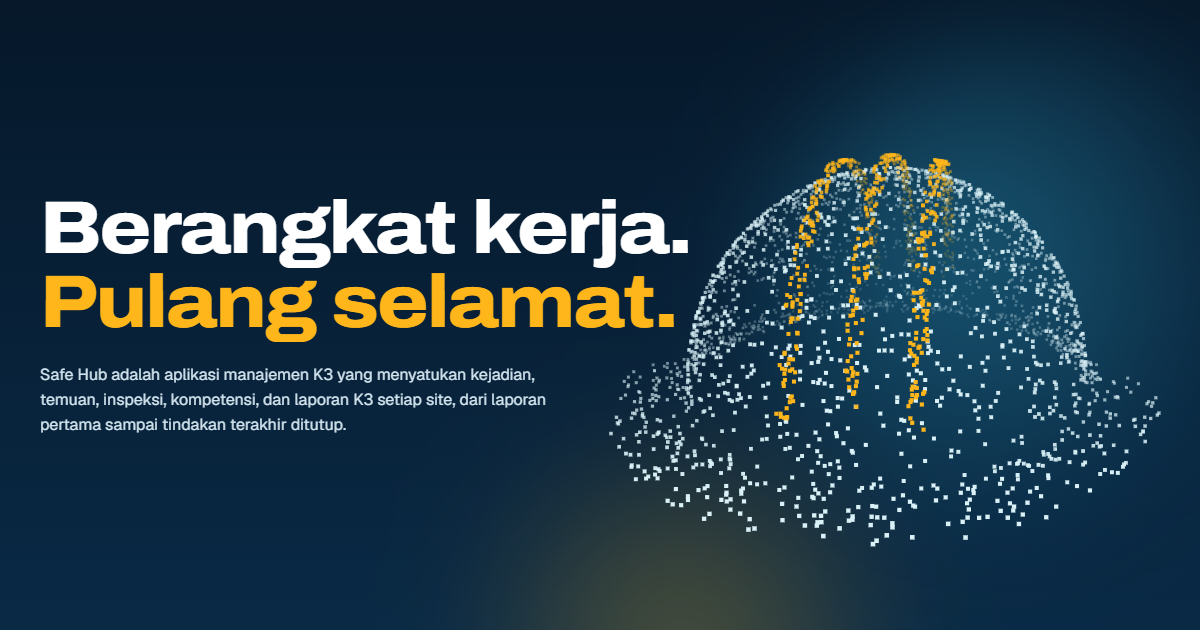 Berangkat kerja.
Pulang selamat.
Safe Hub adalah aplikasi manajemen K3 yang menyatukan kejadian,
temuan, inspeksi, kompetensi, dan laporan K3 setiap site, dari laporan
pertama sampai tindakan terakhir ditutup.